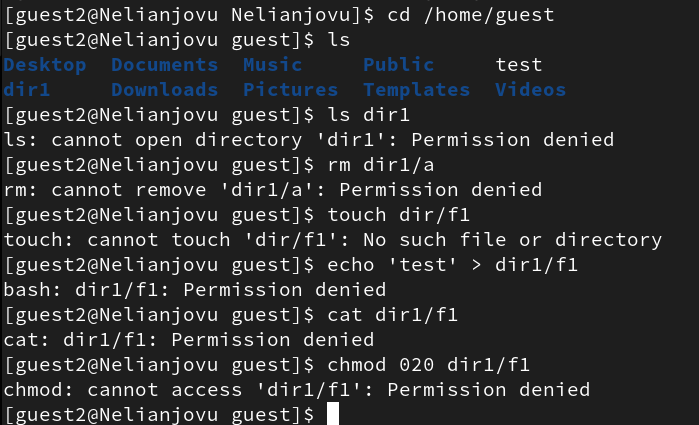 [guest2@Nelianjovu Nelianjovu]$ cd /home/guest
[guest2@Nelianjovu guest]$ ls
Desktop  Documents  Music     Public     test
dir1     Downloads  Pictures  Templates  Videos
[guest2@Nelianjovu guest]$ ls dir1
ls: cannot open directory 'dir1': Permission denied
[guest2@Nelianjovu guest]$ rm dir1/a
rm: cannot remove 'dir1/a': Permission denied
[guest2@Nelianjovu guest]$ touch dir/f1
touch: cannot touch 'dir/f1': No such file or directory
[guest2@Nelianjovu guest]$ echo 'test' > dir1/f1
bash: dir1/f1: Permission denied
[guest2@Nelianjovu guest]$ cat dir1/f1
cat: dir1/f1: Permission denied
[guest2@Nelianjovu guest]$ chmod 020 dir1/f1
chmod: cannot access 'dir1/f1': Permission denied
[guest2@Nelianjovu guest]$